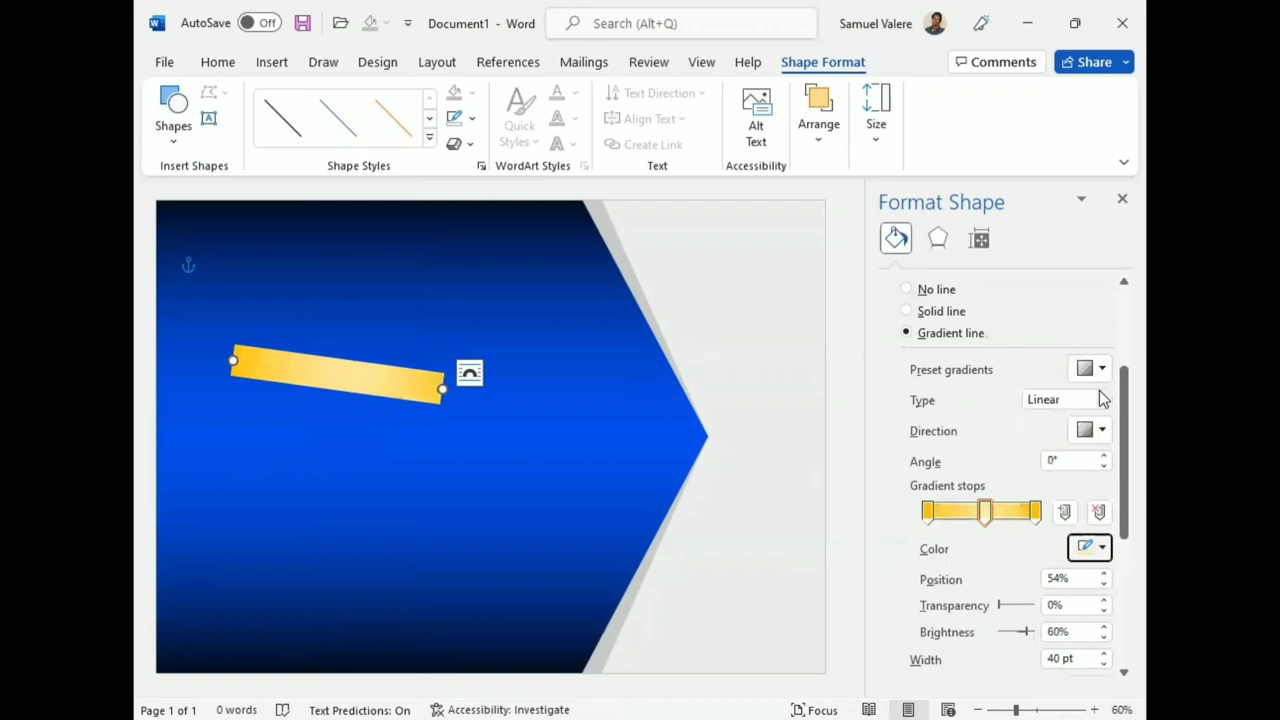 AutoSave Off Document1 - Word Search (Alt+Q) Samuel Valere
File Home Insert Draw Design Layout References Mailings Review View Help Shape Format Comments Share
Shapes
Insert Shapes
Shape Styles
Quick
Styles
WordArt Styles
Text Direction
Align Text
Create Link
Text
Alt
Text
Accessibility
Arrange
Size
Format Shape
No line
Solid line
Gradient line
Preset gradients
Type Linear
Direction
Angle 0°
Gradient stops
Color
Position 54%
Transparency 0%
Brightness 60%
Width 40 pt
Page 1 of 1 0 words Text Predictions: On Accessibility: Investigate Focus 60%